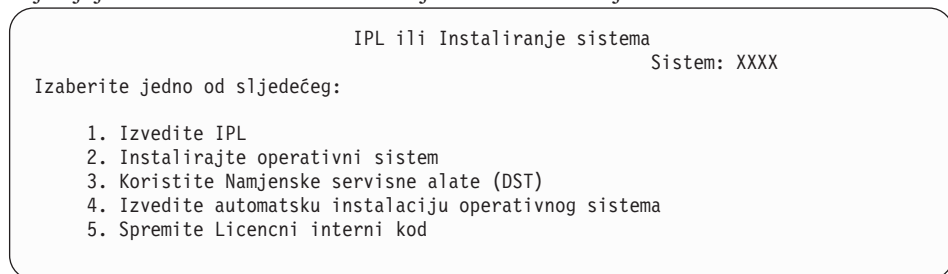 IPL ili Instaliranje sistema
Sistem: XXXX
Izaberite jedno od sljedećeg:
1. Izvedite IPL
2. Instalirajte operativni sistem
3. Koristite Namjenske servisne alate (DST)
4. Izvedite automatsku instalaciju operativnog sistema
5. Spremite Licencni interni kod